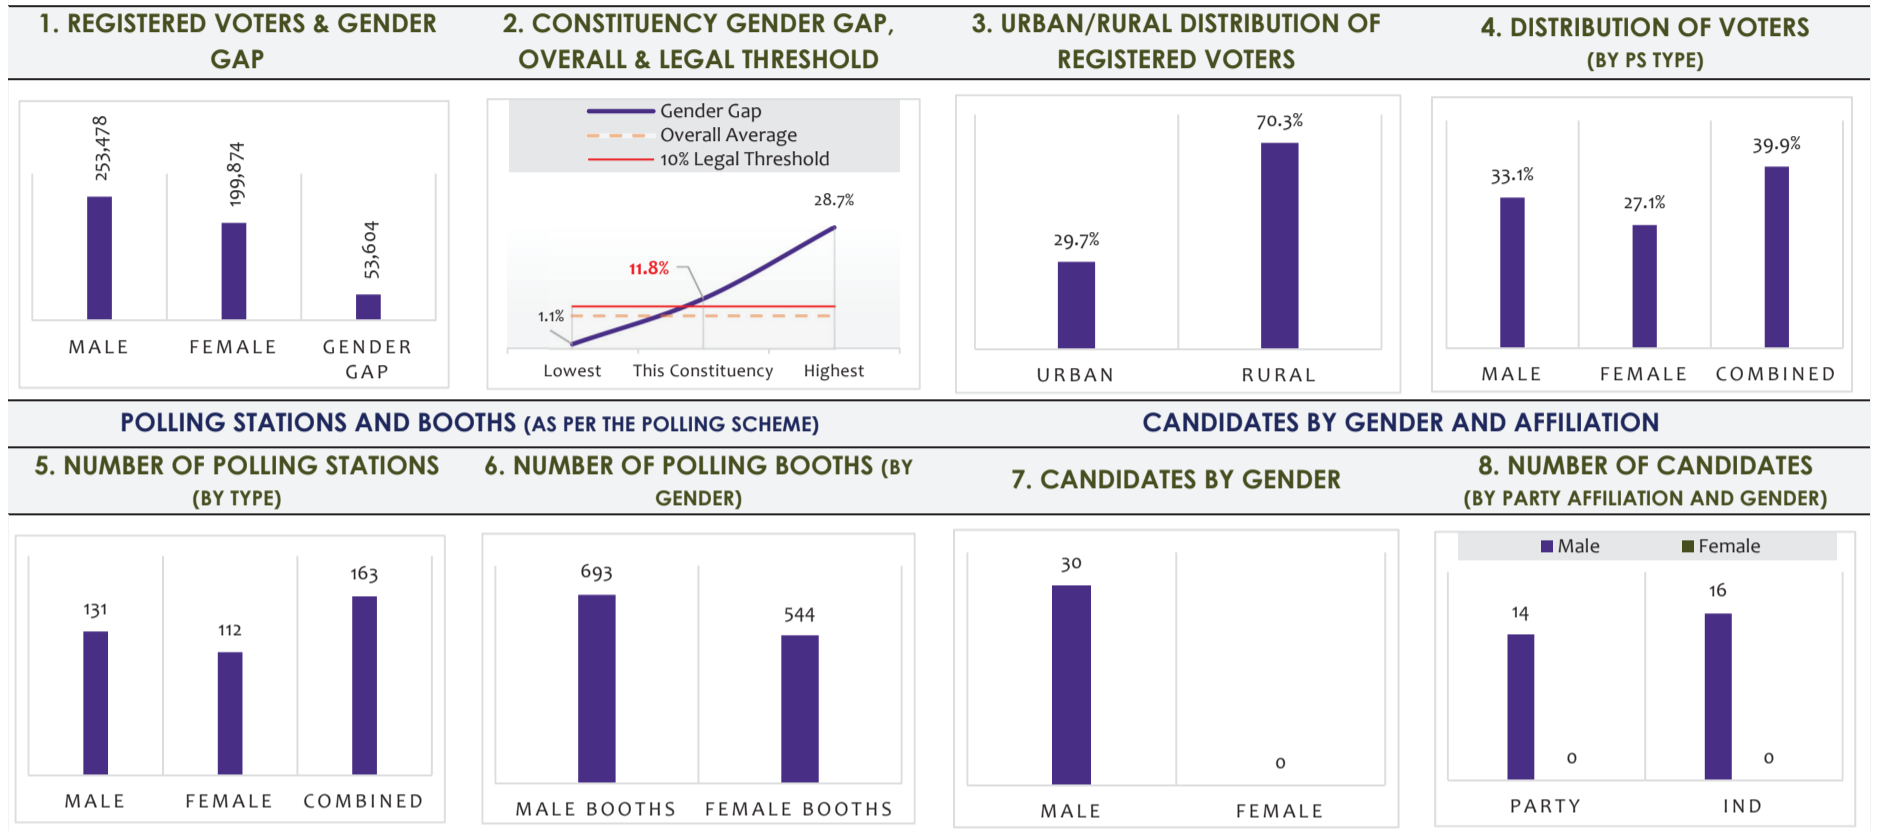 1. REGISTERED VOTERS & GENDER
GAP
253,478
199,874
53,604
MALE
FEMALE
GENDER
GAP
2. CONSTITUENCY GENDER GAP,
OVERALL & LEGAL THRESHOLD
Gender Gap
Overall Average
10% Legal Threshold
28.7%
11.8%
1.1%
Lowest
This Constituency
Highest
3. URBAN/RURAL DISTRIBUTION OF
REGISTERED VOTERS
70.3%
29.7%
URBAN
RURAL
4. DISTRIBUTION OF VOTERS
(BY PS TYPE)
39.9%
33.1%
27.1%
MALE
FEMALE
COMBINED
POLLING STATIONS AND BOOTHS (AS PER THE POLLING SCHEME)
CANDIDATES BY GENDER AND AFFILIATION
5. NUMBER OF POLLING STATIONS
(BY TYPE)
163
131
112
MALE
FEMALE
COMBINED
6. NUMBER OF POLLING BOOTHS (BY
GENDER)
693
544
MALE BOOTHS
FEMALE BOOTHS
7. CANDIDATES BY GENDER
30
0
MALE
FEMALE
8. NUMBER OF CANDIDATES
(BY PARTY AFFILIATION AND GENDER)
Male
Female
16
14
0
0
PARTY
IND